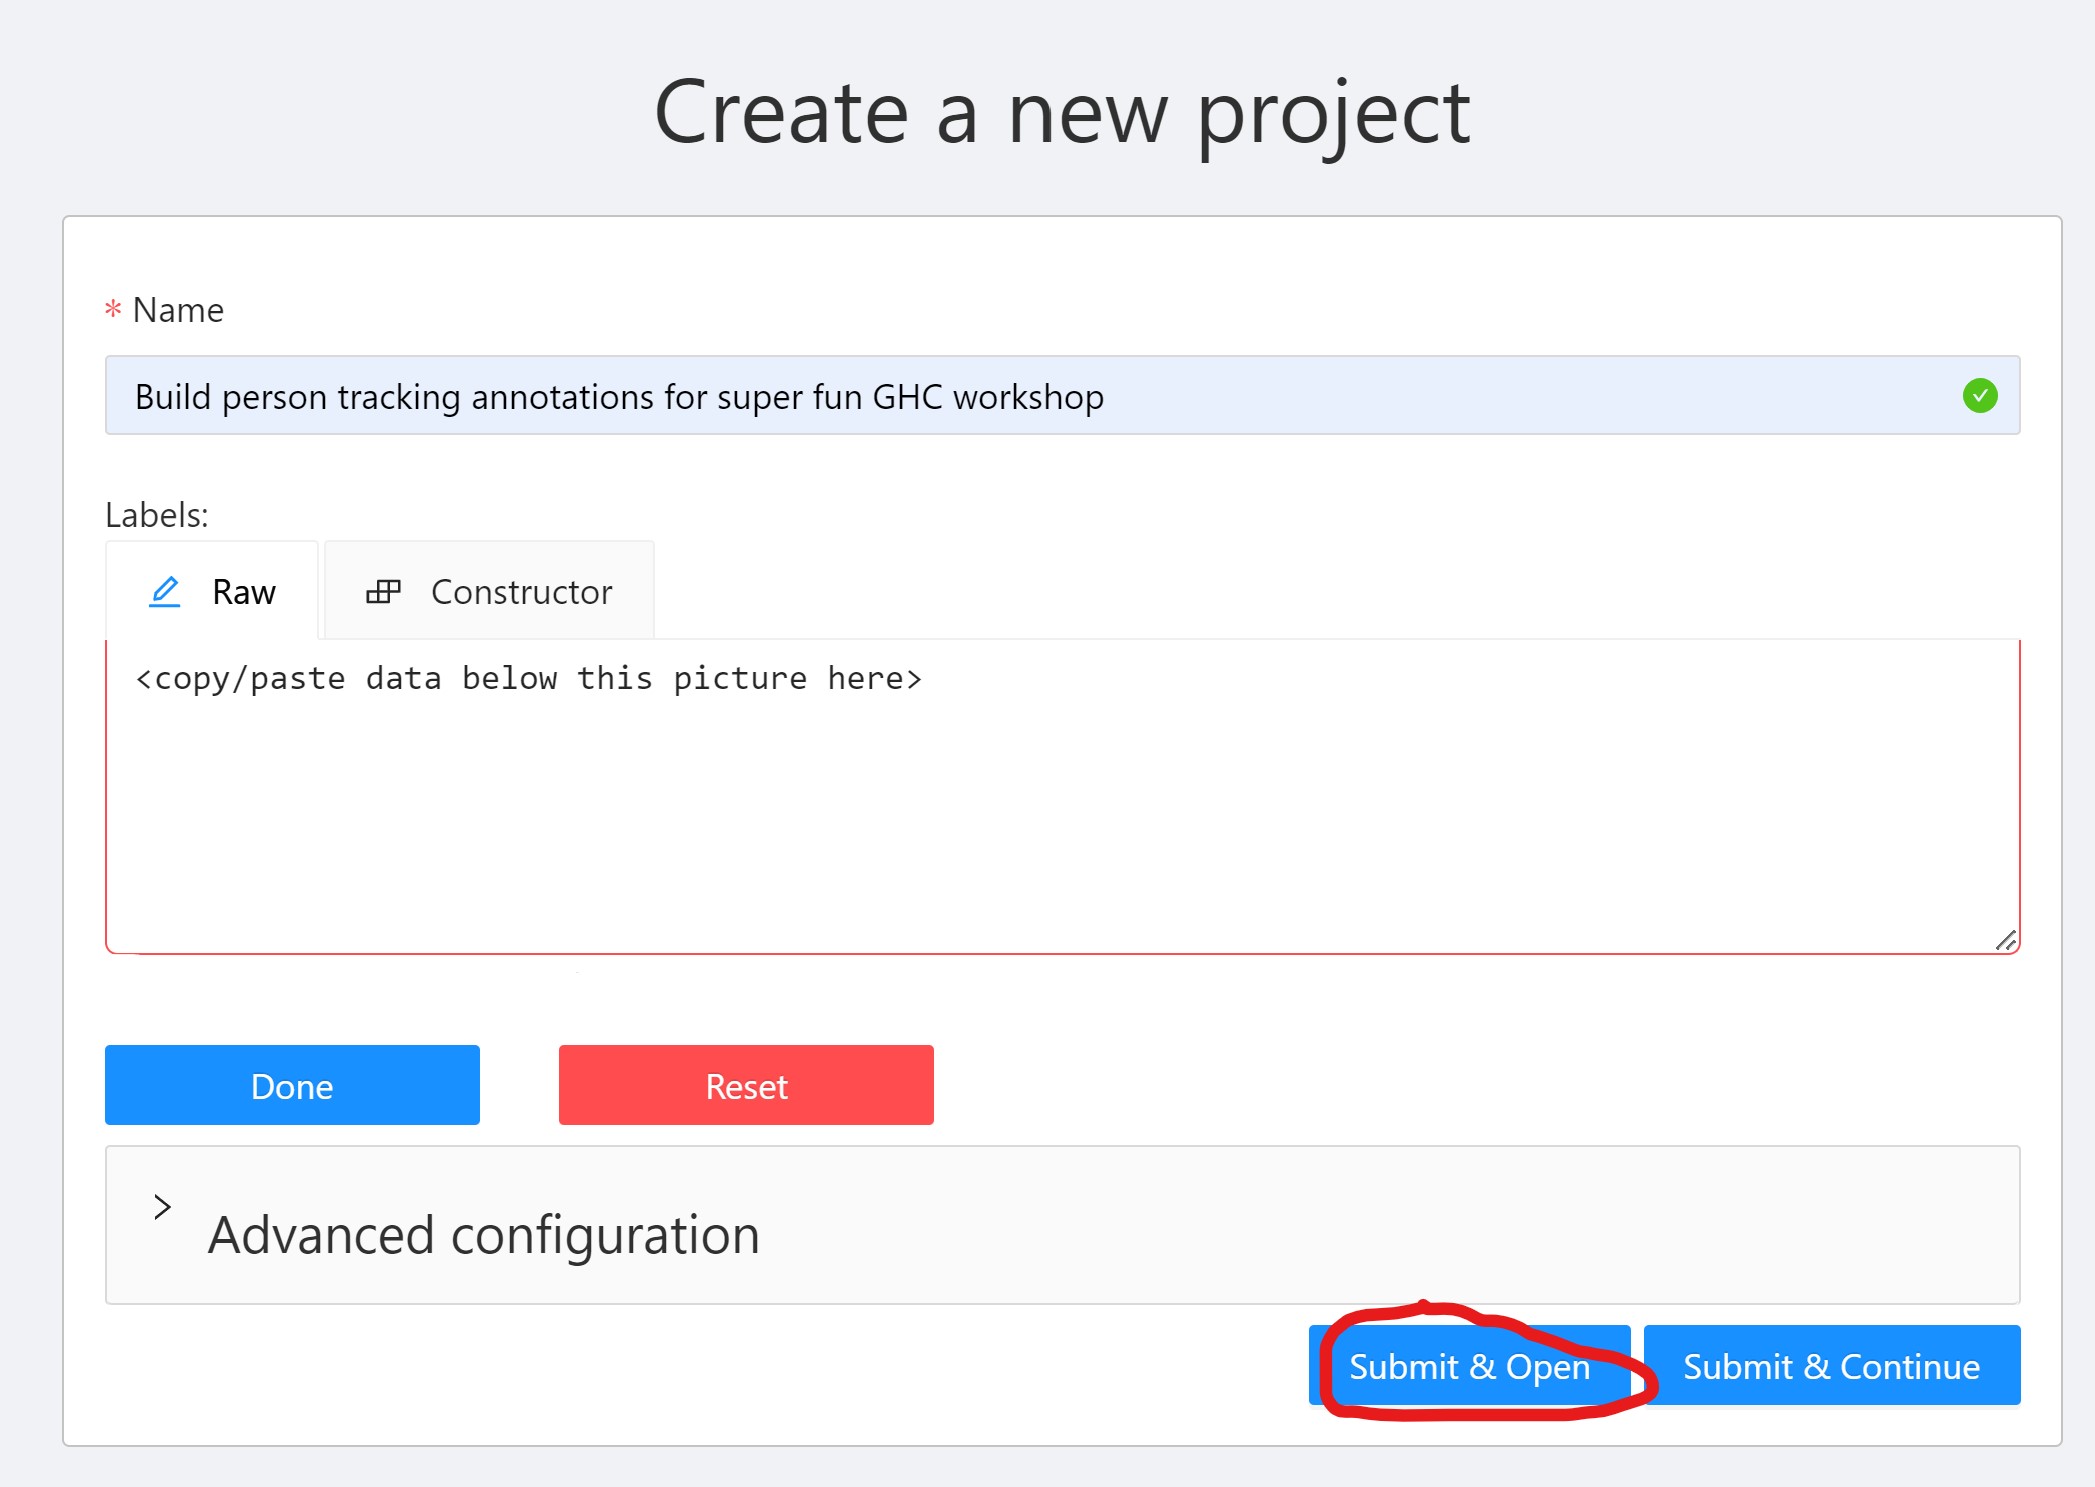 Create a new project
* Name
Build person tracking annotations for super fun GHC workshop
Labels:
Raw Constructor
<copy/paste data below this picture here>
Done Reset
Advanced configuration
Submit & Open Submit & Continue